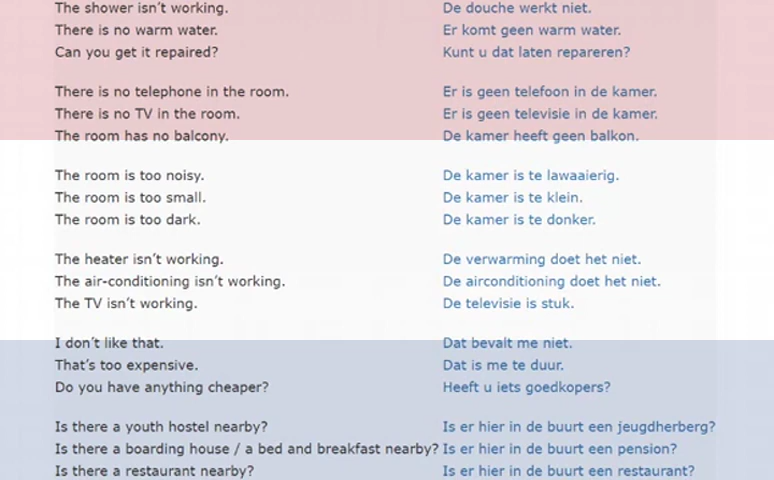 The shower isn't working. De douche werkt niet.
There is no warm water. Er komt geen warm water.
Can you get it repaired? Kunt u dat laten repareren?
There is no telephone in the room. Er is geen telefoon in de kamer.
There is no TV in the room. Er is geen televisie in de kamer.
The room has no balcony. De kamer heeft geen balkon.
The room is too noisy. De kamer is te lawaaierig.
The room is too small. De kamer is te klein.
The room is too dark. De kamer is te donker.
The heater isn't working. De verwarming doet het niet.
The air-conditioning isn't working. De airconditioning doet het niet.
The TV isn't working. De televisie is stuk.
I don't like that. Dat bevalt me niet.
That's too expensive. Dat is me te duur.
Do you have anything cheaper? Heeft u iets goedkopers?
Is there a youth hostel nearby? Is er hier in de buurt een jeugdherberg?
Is there a boarding house / a bed and breakfast nearby? Is er hier in de buurt een pension?
Is there a restaurant nearby? Is er hier in de buurt een restaurant?